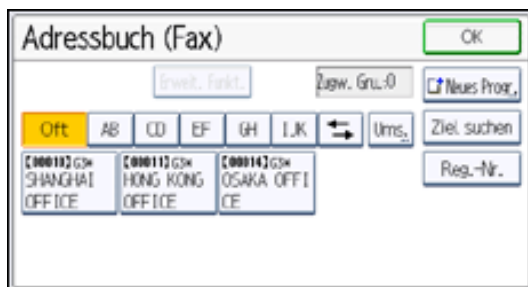 Adressbuch (Fax)
OK
Erweit. Funkt.
Zugw. Gru.:0
Neues Progr.
Oft
AB
CD
EF
GH
IJK
Ums.
Ziel suchen
[00010]G3*
SHANGHAI
OFFICE
[00011]G3*
HONG KONG
OFFICE
[00014]G3*
OSAKA OFFI
CE
Reg.-Nr.